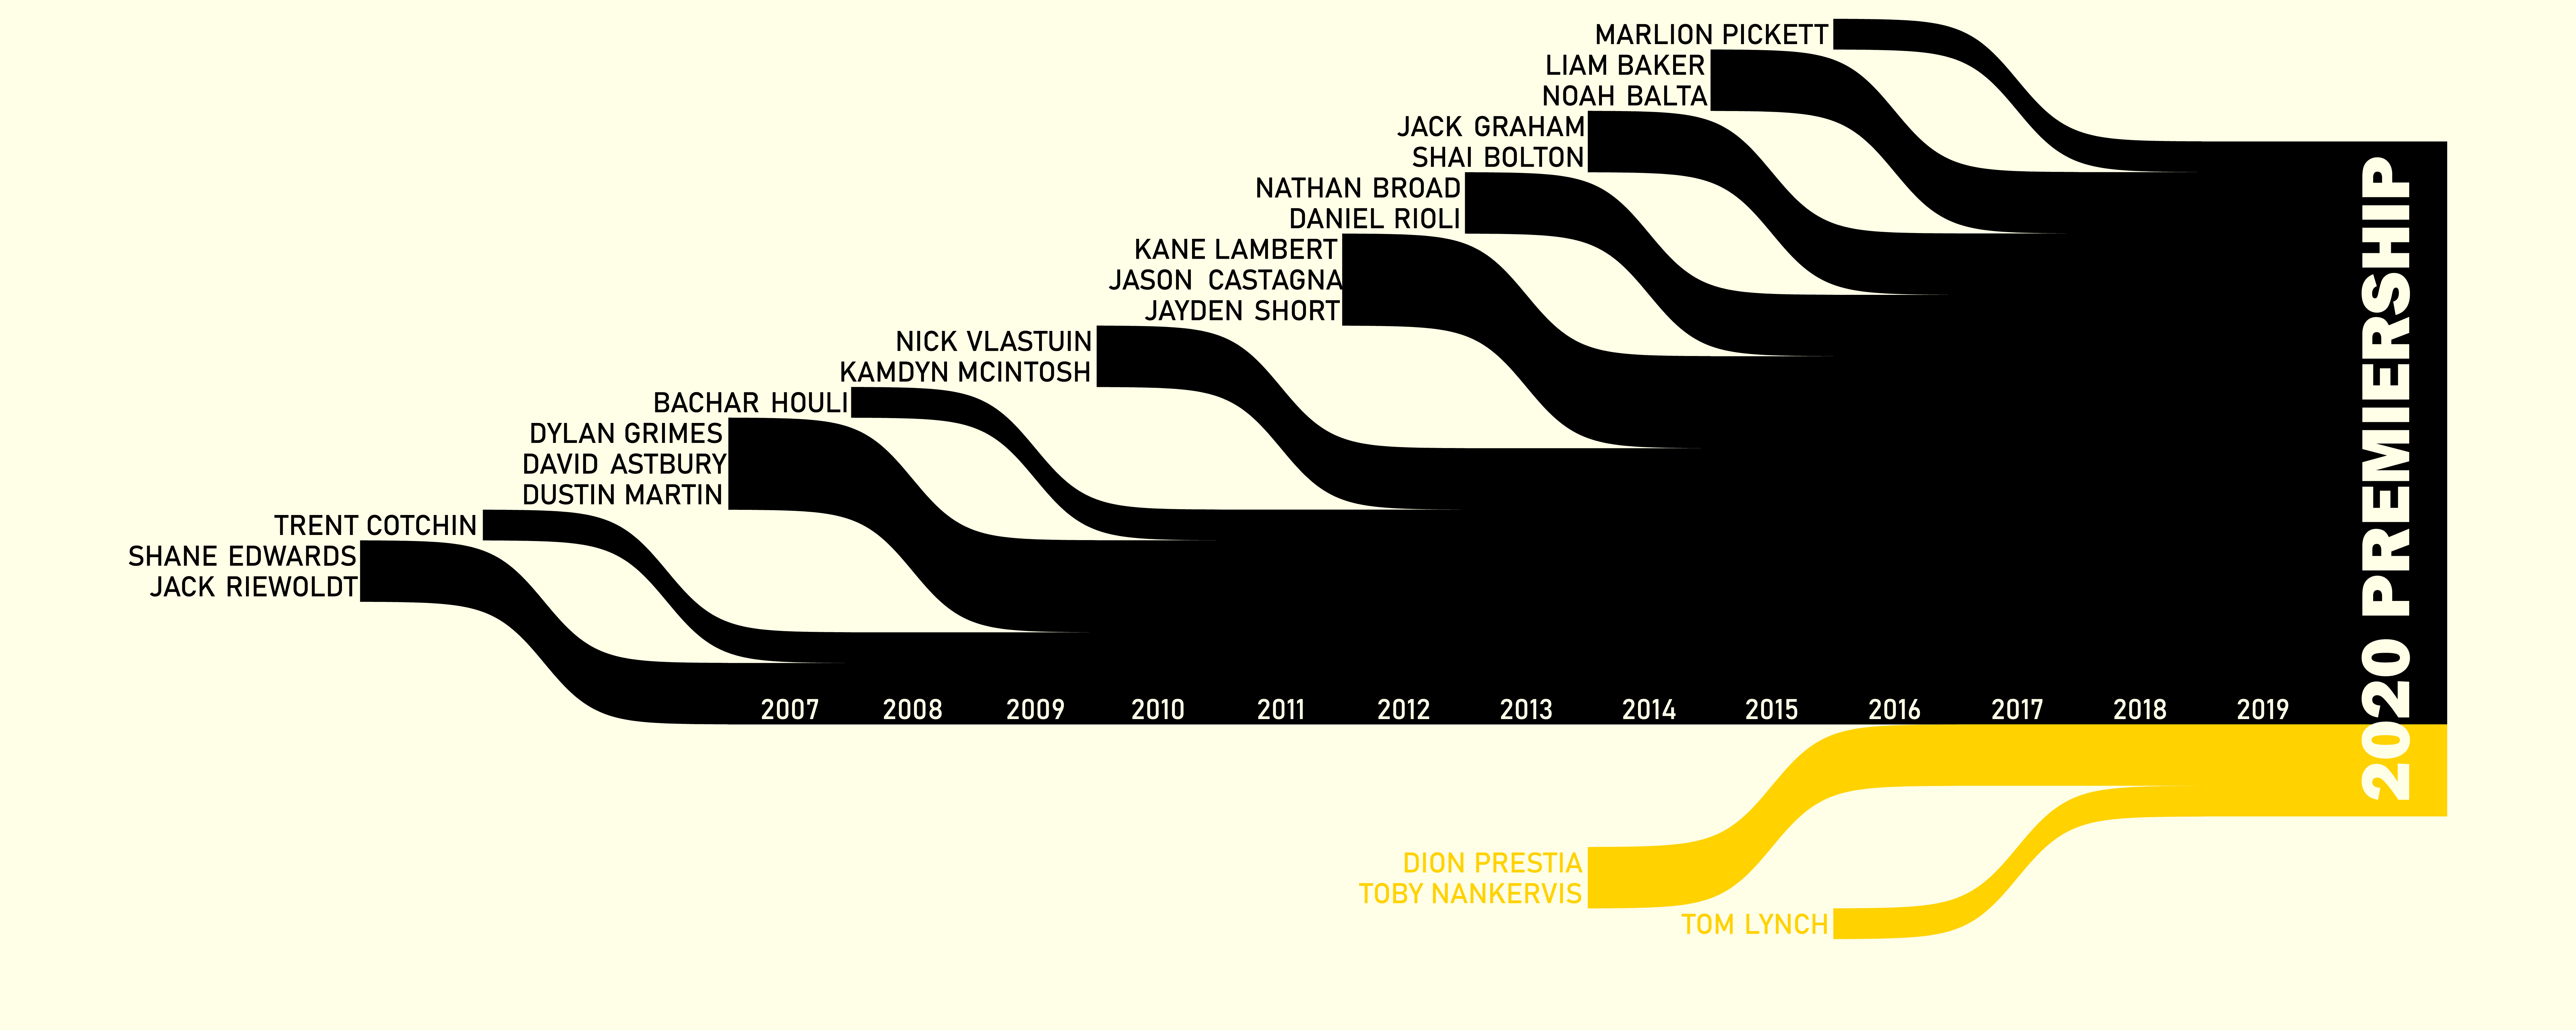 MARLION PICKETT
LIAM BAKER
NOAH BALTA
JACK GRAHAM
SHAI BOLTON
NATHAN BROAD
DANIEL RIOLI
KANE LAMBERT
JASON CASTAGNA
JAYDEN SHORT
NICK VLASTUIN
KAMDYN MCINTOSH
BACHAR HOULI
DYLAN GRIMES
DAVID ASTBURY
DUSTIN MARTIN
TRENT COTCHIN
SHANE EDWARDS
JACK RIEWOLDT
2007 2008 2009 2010 2011 2012 2013 2014 2015 2016 2017 2018 2019
2020 PREMIERSHIP
DION PRESTIA
TOBY NANKERVIS
TOM LYNCH